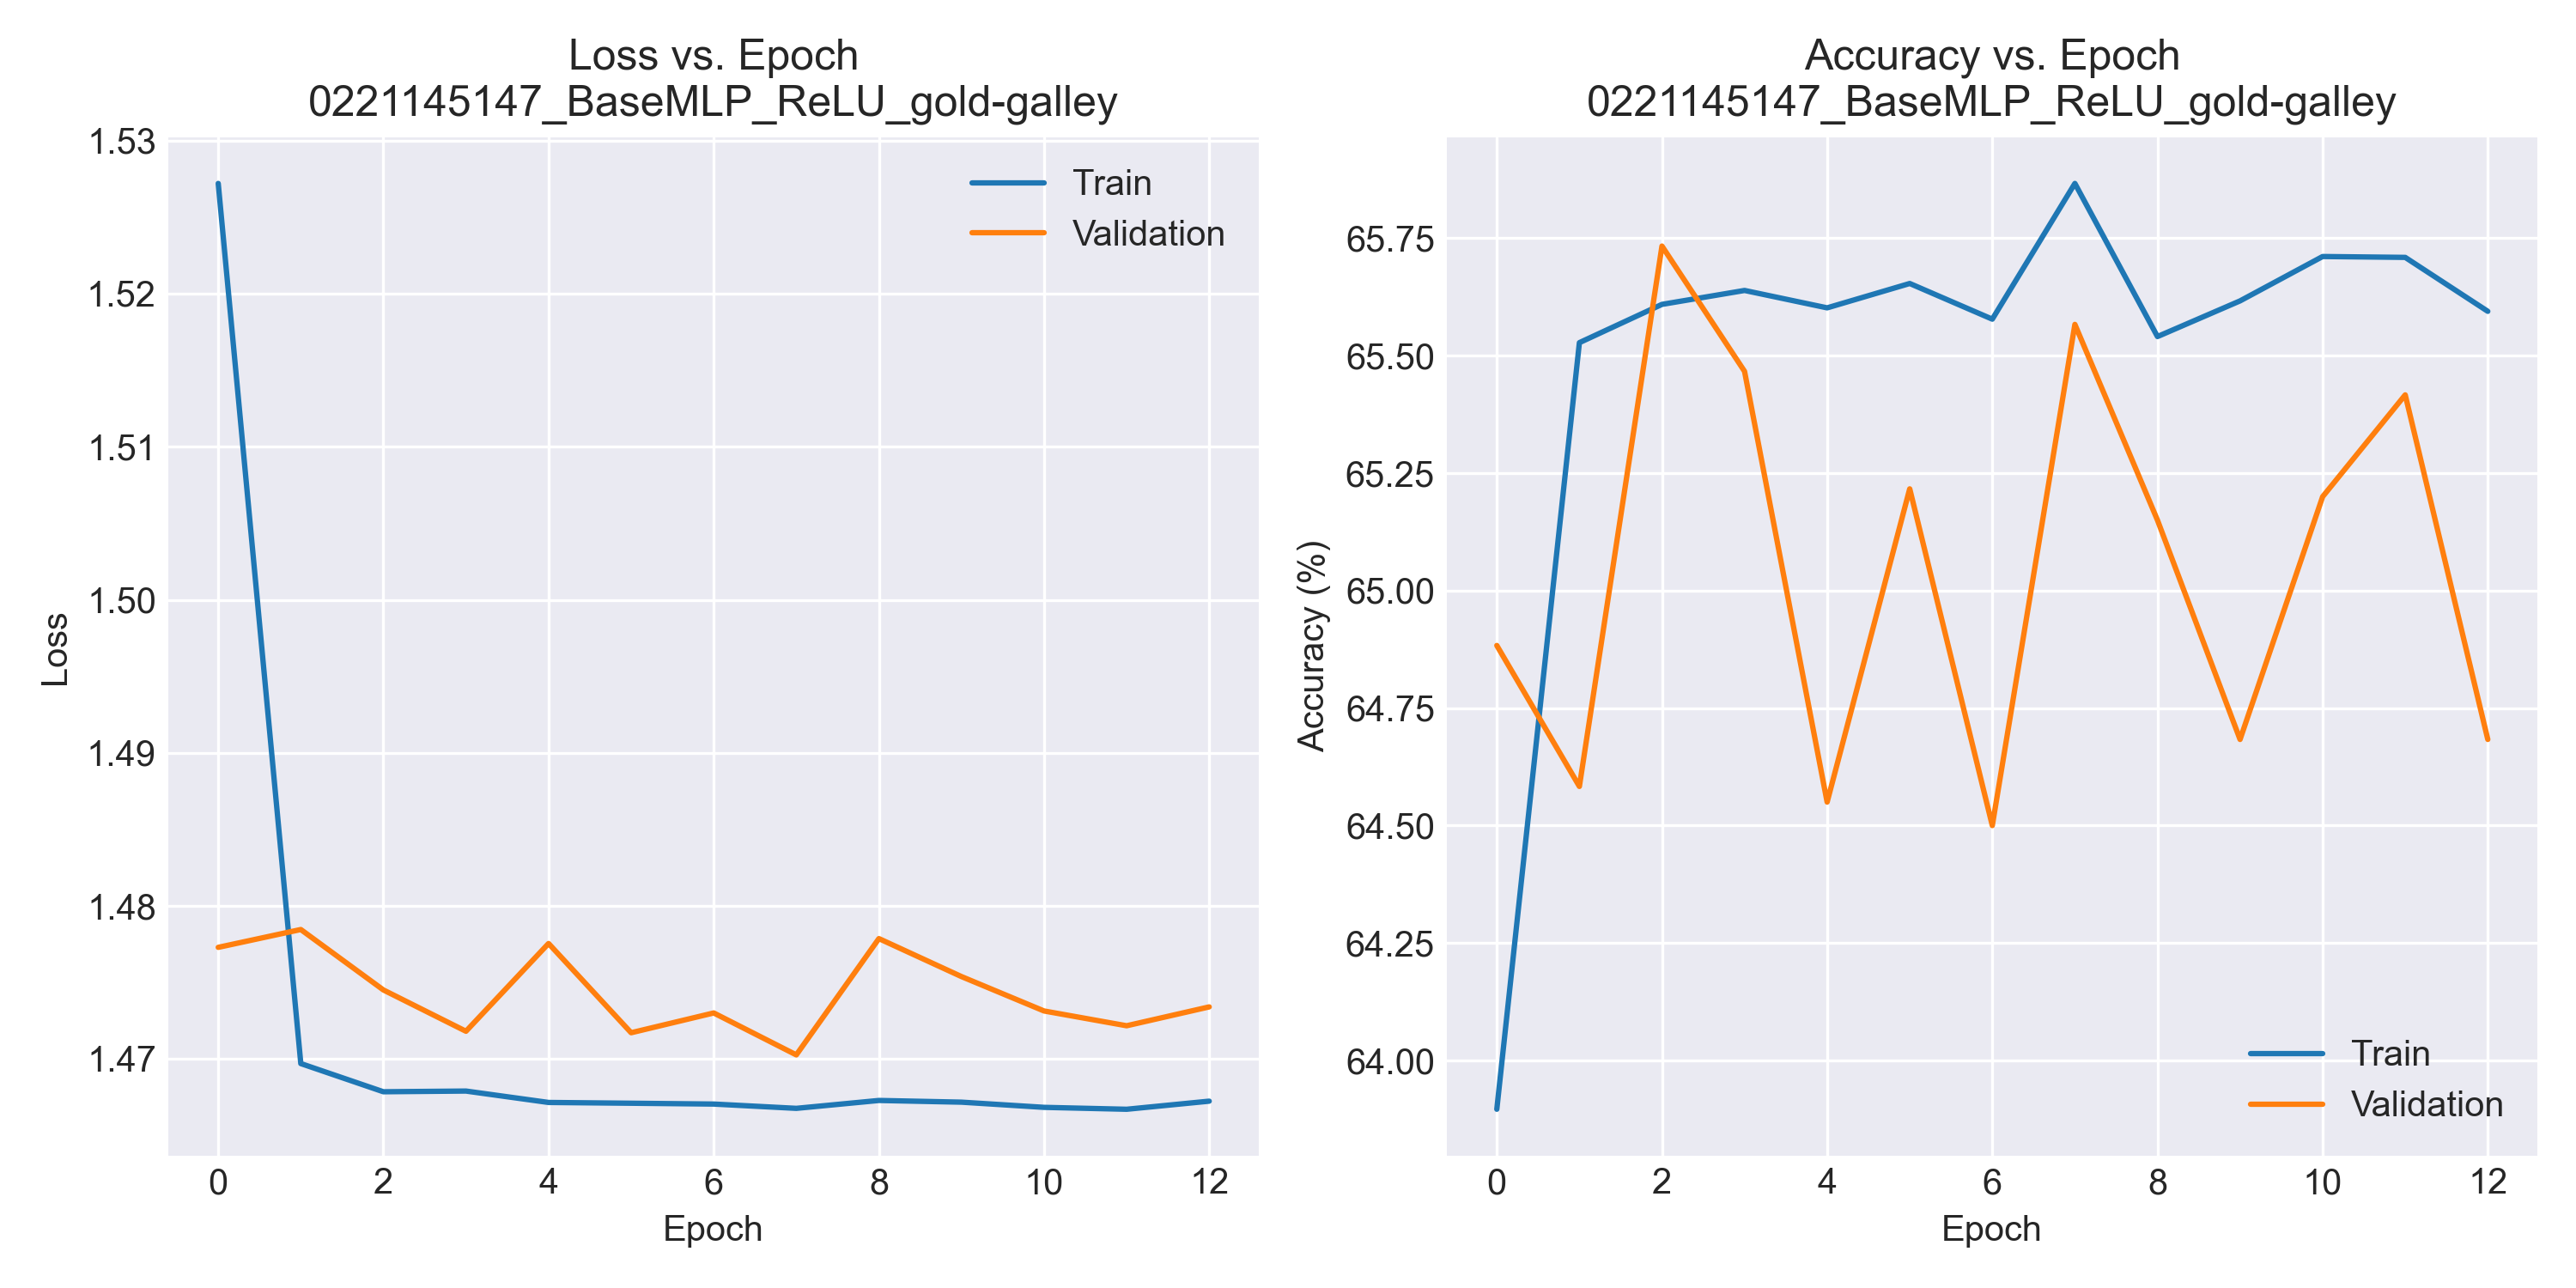 Loss vs. Epoch
0221145147_BaseMLP_ReLU_gold-galley
1.53
1.52
1.51
1.50
1.49
1.48
1.47
Loss
0 2 4 6 8 10 12
Epoch
Train
Validation
Accuracy vs. Epoch
0221145147_BaseMLP_ReLU_gold-galley
65.75
65.50
65.25
65.00
64.75
64.50
64.25
64.00
Accuracy (%)
0 2 4 6 8 10 12
Epoch
Train
Validation